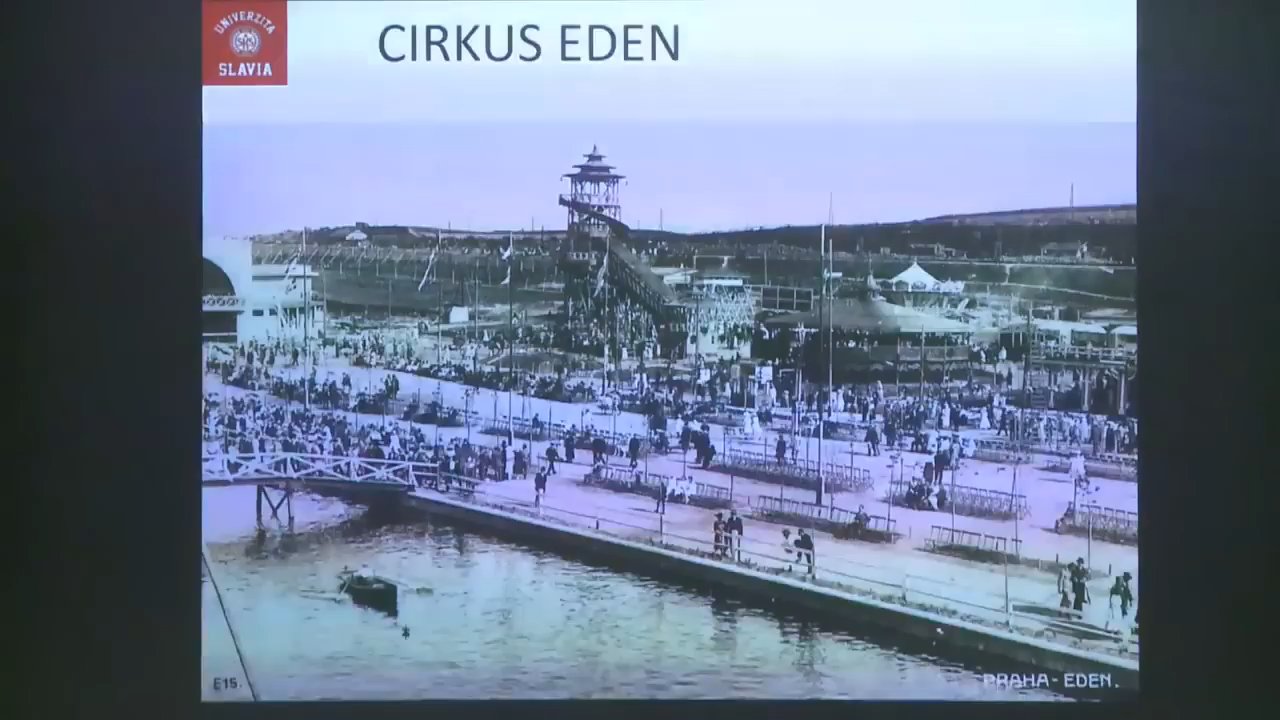 UNIVERZITA
SLAVIA
CIRKUS EDEN
E15.
PRAHA - EDEN.